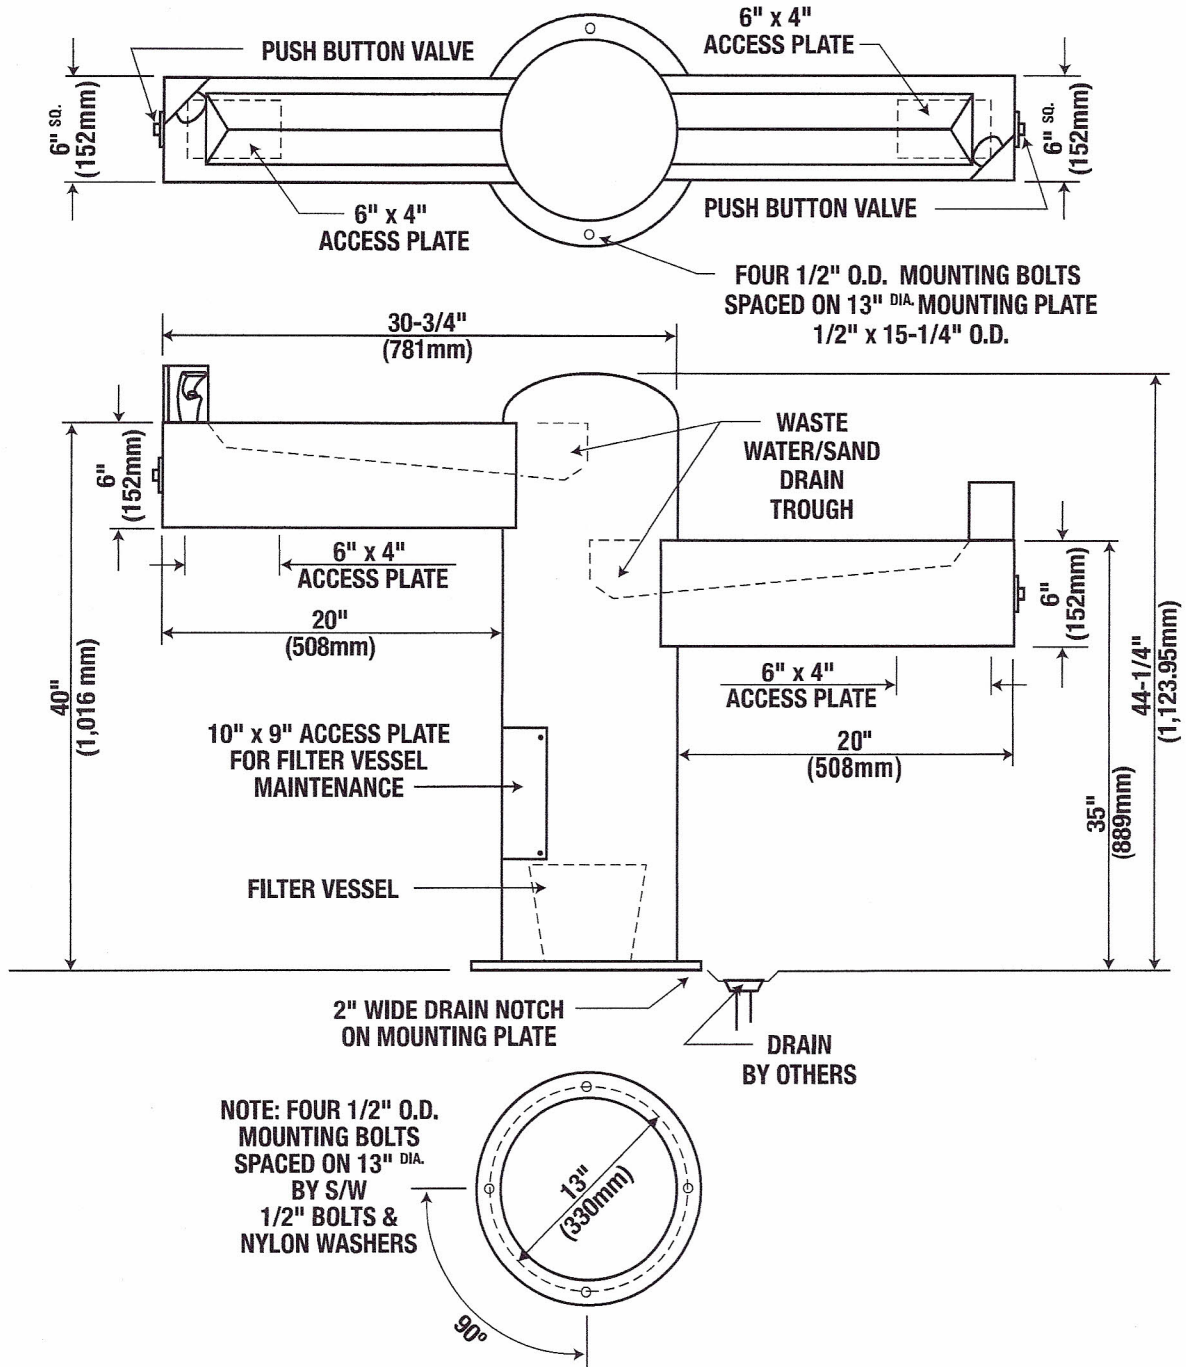 6" x 4"
ACCESS PLATE
PUSH BUTTON VALVE
6" SQ.
(152mm)
6" SQ.
(152mm)
6" x 4"
ACCESS PLATE
PUSH BUTTON VALVE
FOUR 1/2" O.D. MOUNTING BOLTS
SPACED ON 13" DIA. MOUNTING PLATE
1/2" x 15-1/4" O.D.
30-3/4"
(781mm)
WASTE
WATER/SAND
DRAIN
TROUGH
6"
(152mm)
6" x 4"
ACCESS PLATE
20"
(508mm)
6"
(152mm)
6" x 4"
ACCESS PLATE
20"
(508mm)
40"
(1,016 mm)
44-1/4"
(1,123.95mm)
35"
(889mm)
10" x 9" ACCESS PLATE
FOR FILTER VESSEL
MAINTENANCE
FILTER VESSEL
2" WIDE DRAIN NOTCH
ON MOUNTING PLATE
DRAIN
BY OTHERS
NOTE: FOUR 1/2" O.D.
MOUNTING BOLTS
SPACED ON 13" DIA.
BY S/W
1/2" BOLTS &
NYLON WASHERS
13"
(330mm)
90º